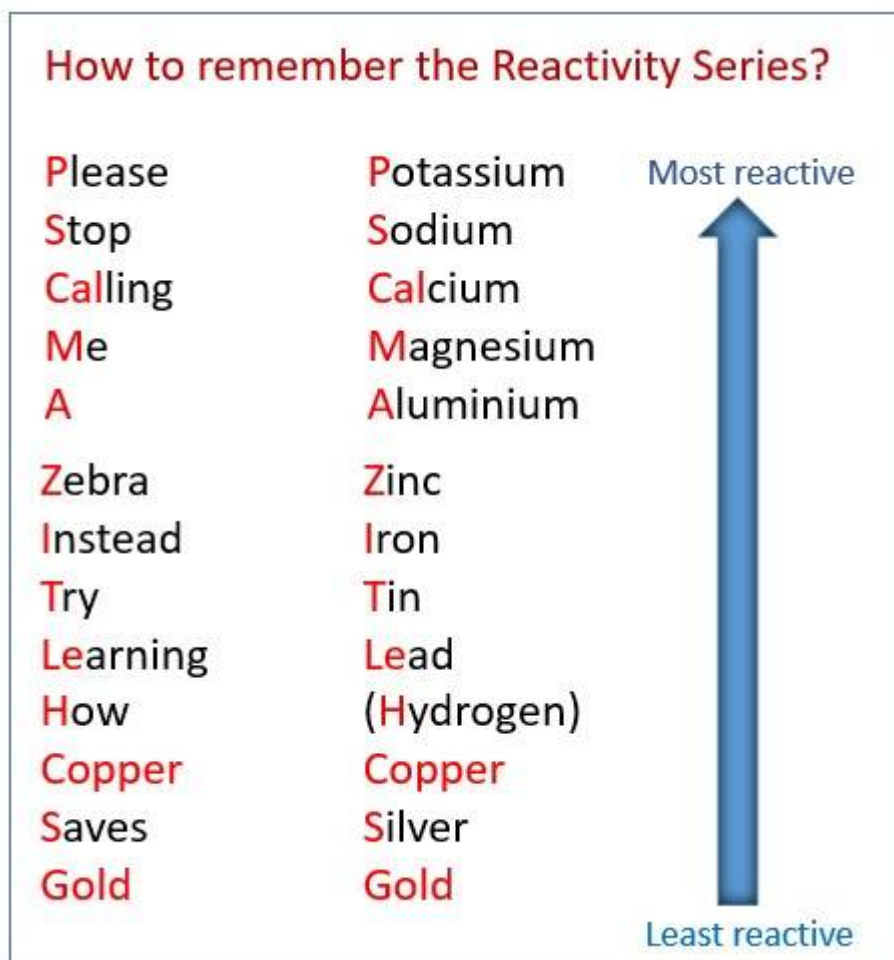 How to remember the Reactivity Series?
Please Potassium Most reactive
Stop Sodium
Calling Calcium
Me Magnesium
A Aluminium
Zebra Zinc
Instead Iron
Try Tin
Learning Lead
How (Hydrogen)
Copper Copper
Saves Silver
Gold Gold
Least reactive